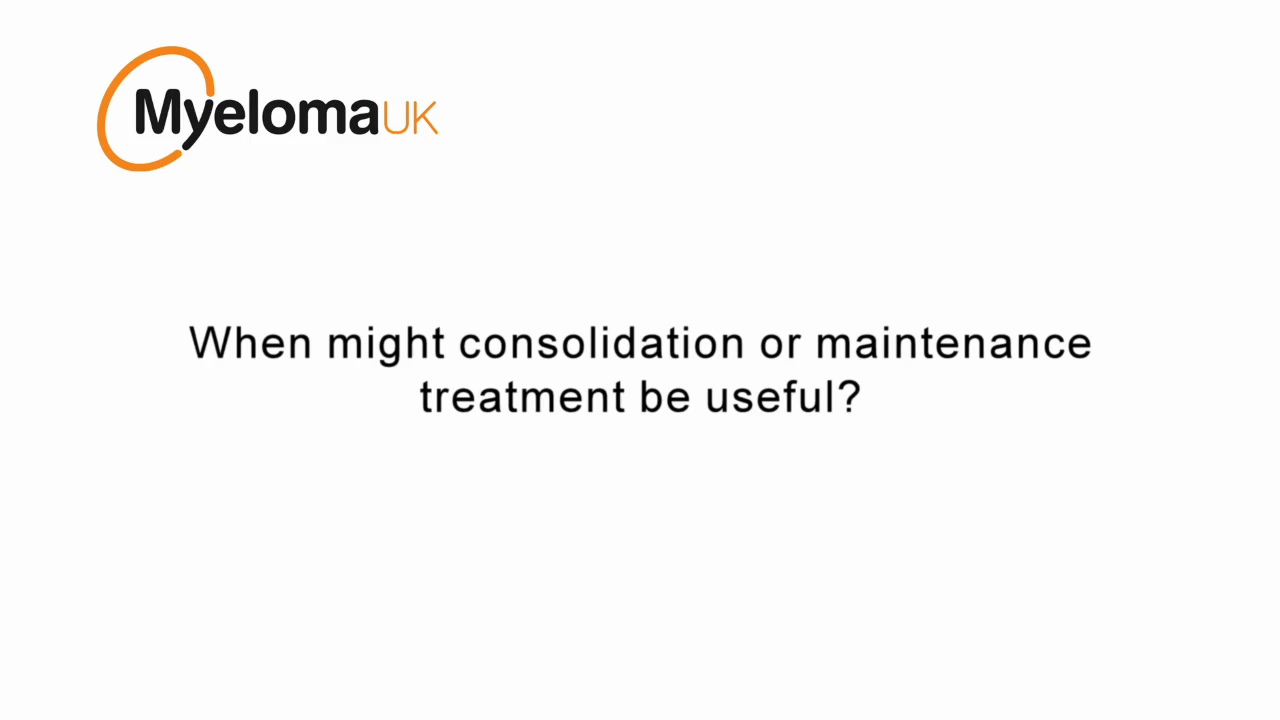 MyelomaUK
When might consolidation or maintenance
treatment be useful?